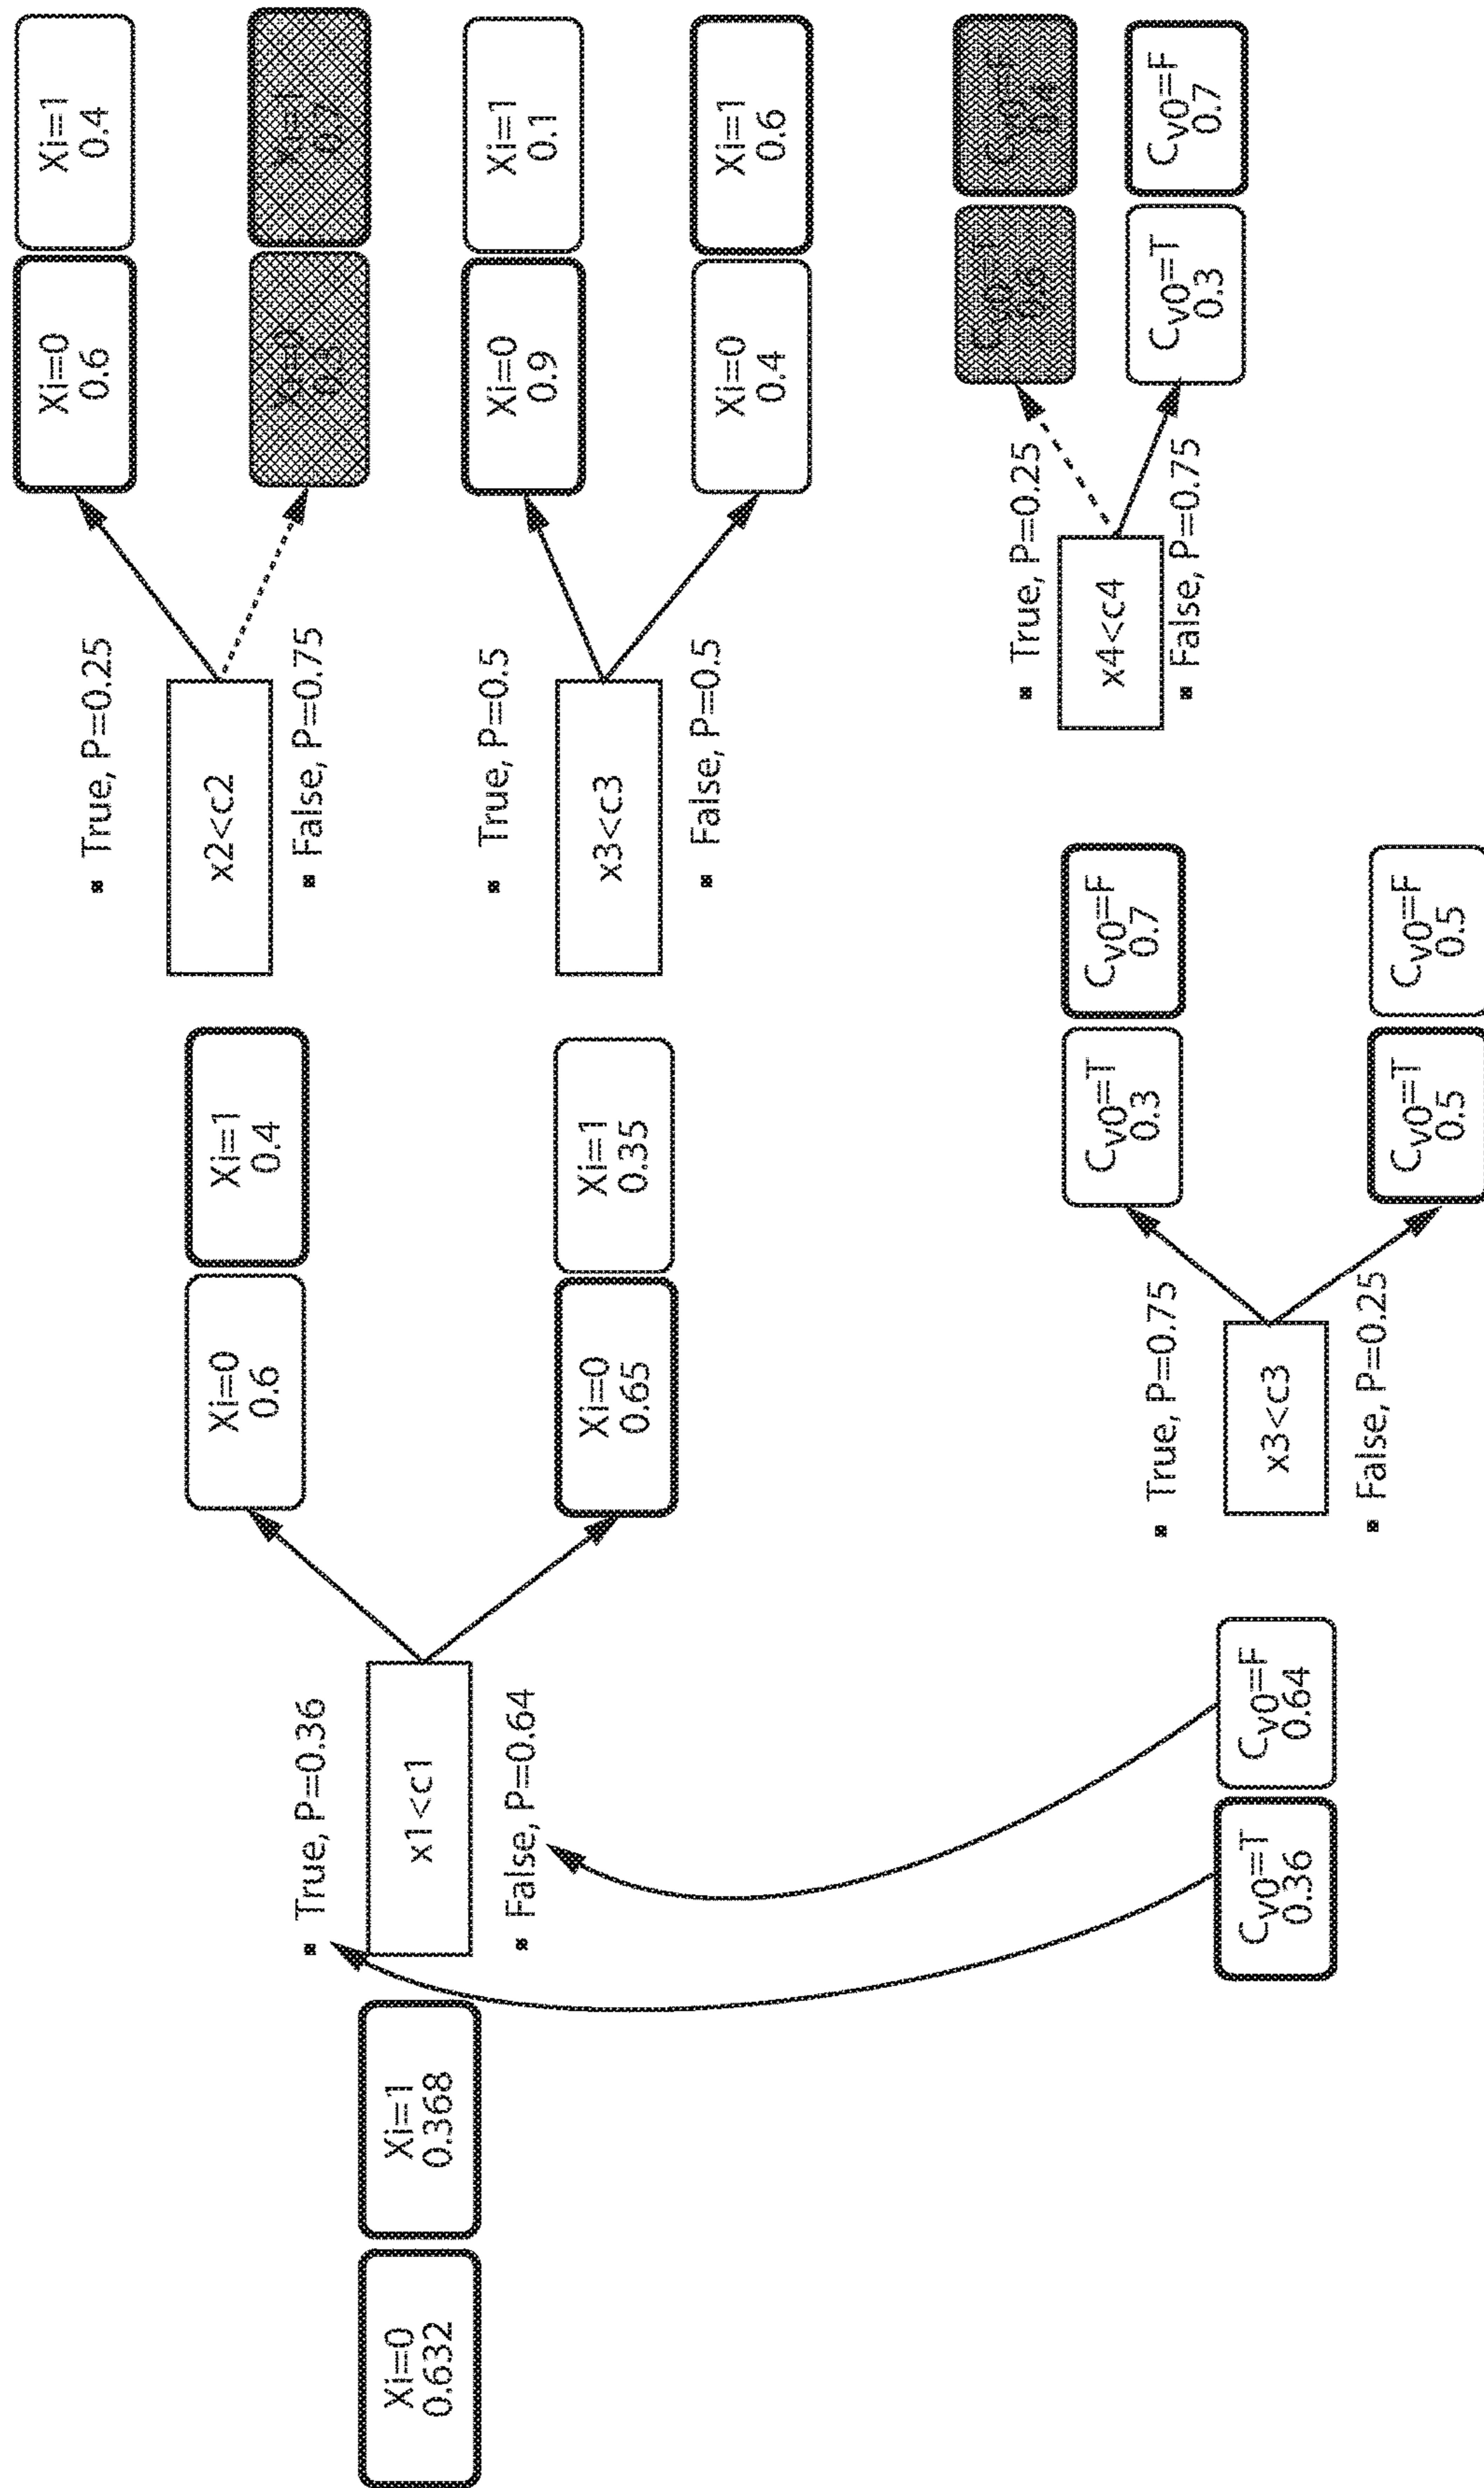 Xi=0
0.6
Xi=1
0.4
▪ True, P=0.25
x2<c2
▪ False, P=0.75
Xi=0
0.6
Xi=1
0.4
▪ True, P=0.36
x1<c1
▪ False, P=0.64
Xi=0
0.632
Xi=1
0.368
▪ True, P=0.5
x3<c3
▪ False, P=0.5
Xi=0
0.9
Xi=1
0.1
Xi=0
0.65
Xi=1
0.35
Xi=0
0.4
Xi=1
0.6
▪ True, P=0.25
x4<c4
▪ False, P=0.75
Cv0=T
0.3
Cv0=F
0.7
Cv0=T
0.3
Cv0=F
0.7
▪ True, P=0.75
x3<c3
▪ False, P=0.25
Cv0=T
0.36
Cv0=F
0.64
Cv0=T
0.5
Cv0=F
0.5